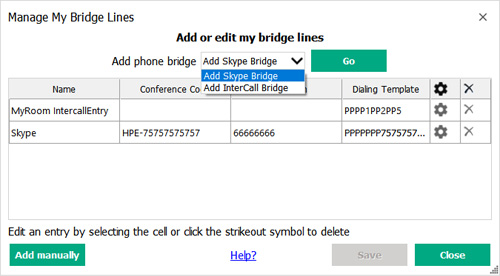 Manage My Bridge Lines
Add or edit my bridge lines
Add phone bridge Add Skype Bridge Go
Add Skype Bridge
Add InterCall Bridge
Name Conference Co Dialing Template
MyRoom IntercallEntry PPPP1PP2PP5
Skype HPE-75757575757 66666666 PPPPPPP7575757...
Edit an entry by selecting the cell or click the strikeout symbol to delete
Add manually Help? Save Close